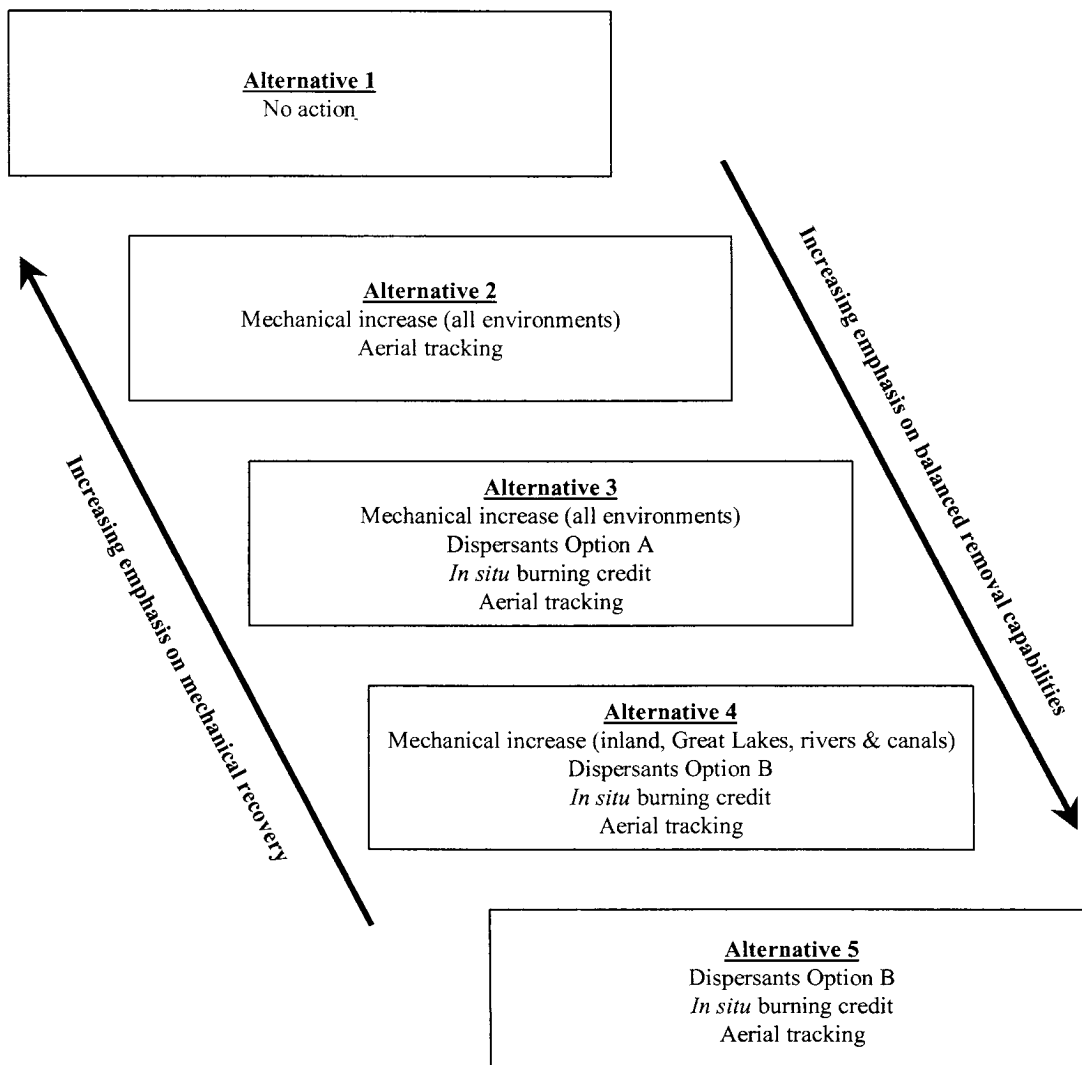 Alternative 1
No action
Alternative 2
Mechanical increase (all environments)
Aerial tracking
Increasing emphasis on balanced removal capabilities
Increasing emphasis on mechanical recovery
Alternative 3
Mechanical increase (all environments)
Dispersants Option A
In situ burning credit
Aerial tracking
Alternative 4
Mechanical increase (inland, Great Lakes, rivers & canals)
Dispersants Option B
In situ burning credit
Aerial tracking
Alternative 5
Dispersants Option B
In situ burning credit
Aerial tracking